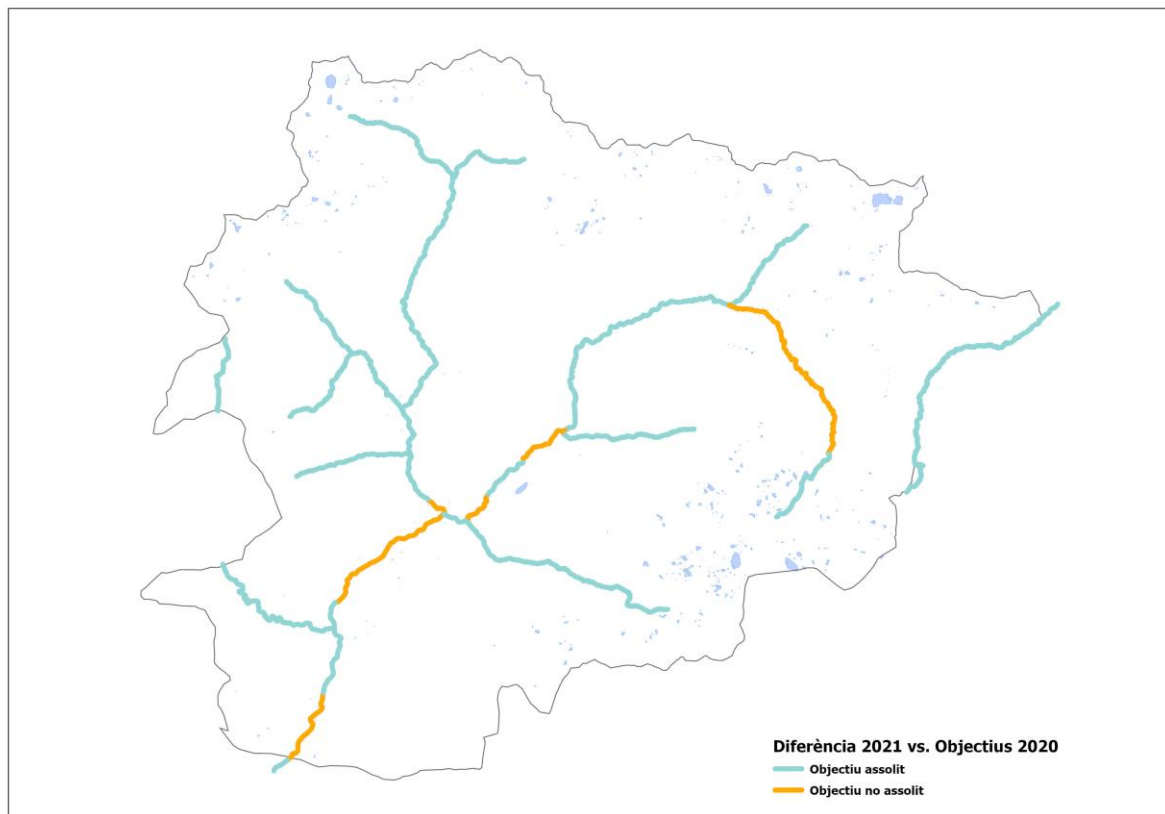 Diferència 2021 vs. Objectius 2020
Objectiu assolit
Objectiu no assolit